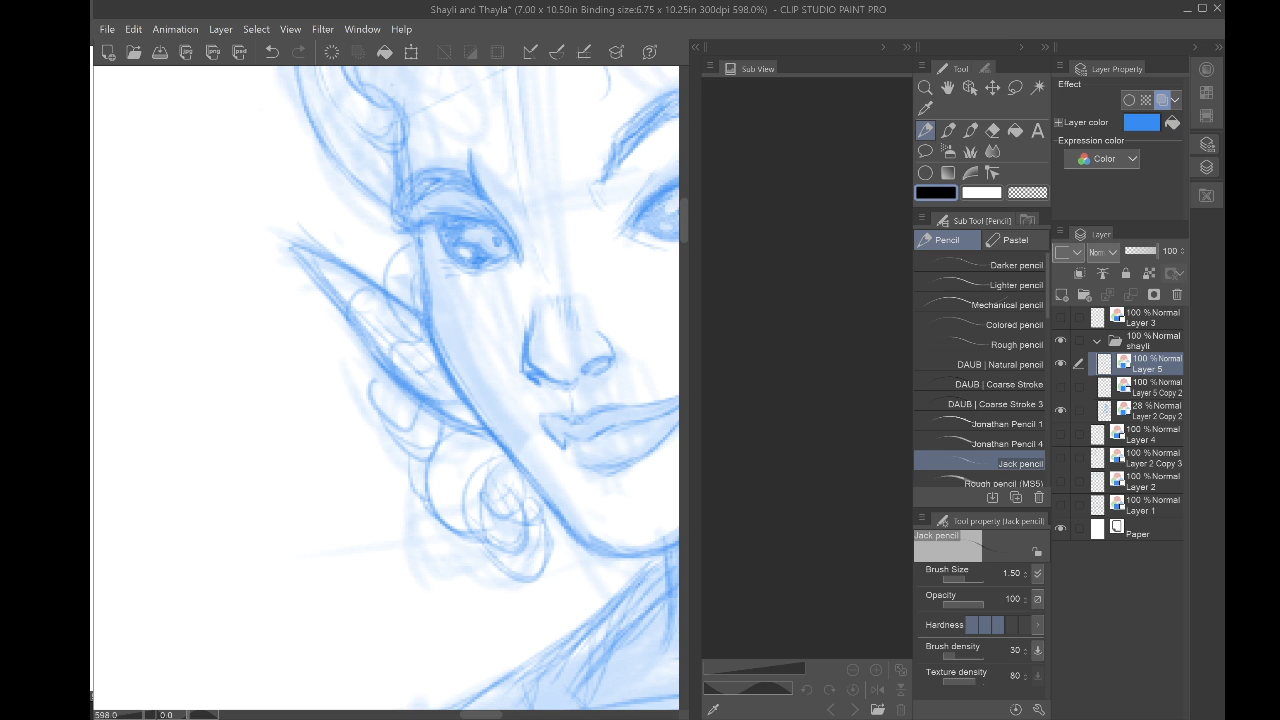 Shayli and Thayla* (7.00 x 10.50in Binding size:6.75 x 10.25in 300dpi 598.0%) - CLIP STUDIO PAINT PRO
File Edit Animation Layer Select View Filter Window Help
Sub View
Tool
Layer Property
Effect
Layer color
Expression color
Color
Sub Tool [Pencil]
Pencil
Pastel
Darker pencil
Lighter pencil
Mechanical pencil
Colored pencil
Rough pencil
DAUB | Natural pencil
DAUB | Coarse Stroke
DAUB | Coarse Stroke 3
Jonathan Pencil 1
Jonathan Pencil 4
Jack pencil
Rough pencil (MS5)
Tool property [Jack pencil]
Jack pencil
Brush Size 1.50
Opacity 100
Hardness
Brush density 30
Texture density 80
Layer
Norm 100
100 % Normal
Layer 3
100 % Normal
shayli
100 % Normal
Layer 5
100 % Normal
Layer 5 Copy 2
28 % Normal
Layer 2 Copy 2
100 % Normal
Layer 4
100 % Normal
Layer 2 Copy 3
100 % Normal
Layer 2
100 % Normal
Layer 1
Paper
598.0 0.0